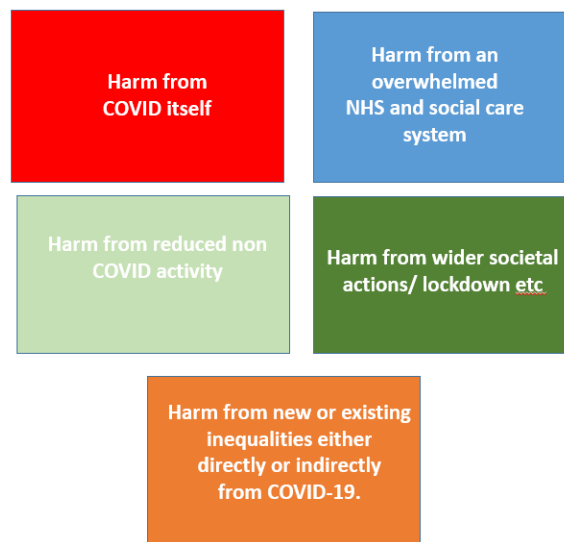 Harm from
COVID itself
Harm from an
overwhelmed
NHS and social care
system
Harm from reduced non
COVID activity
Harm from wider societal
actions/ lockdown etc
Harm from new or existing
inequalities either
directly or indirectly
from COVID-19.